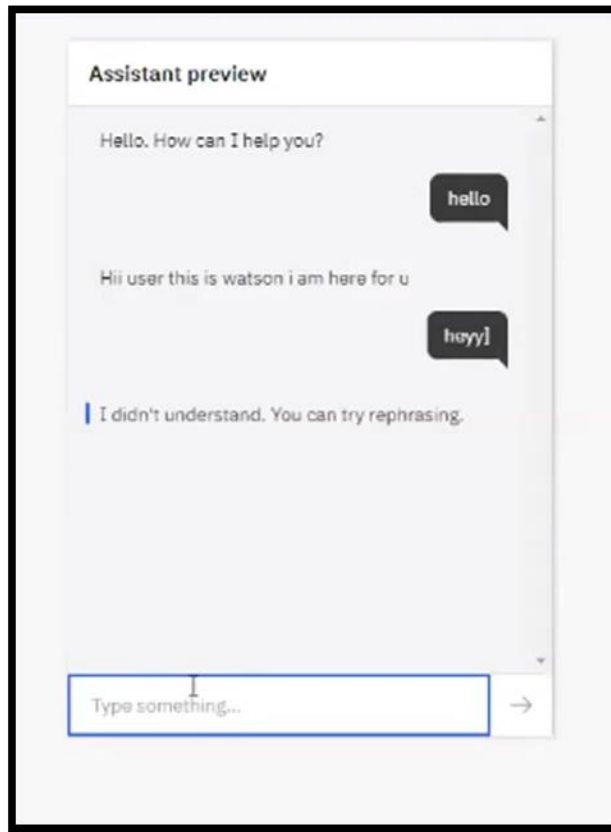 Assistant preview
Hello. How can I help you?
hello
Hii user this is watson i am here for u
heyy]
I didn't understand. You can try rephrasing.
Type something...